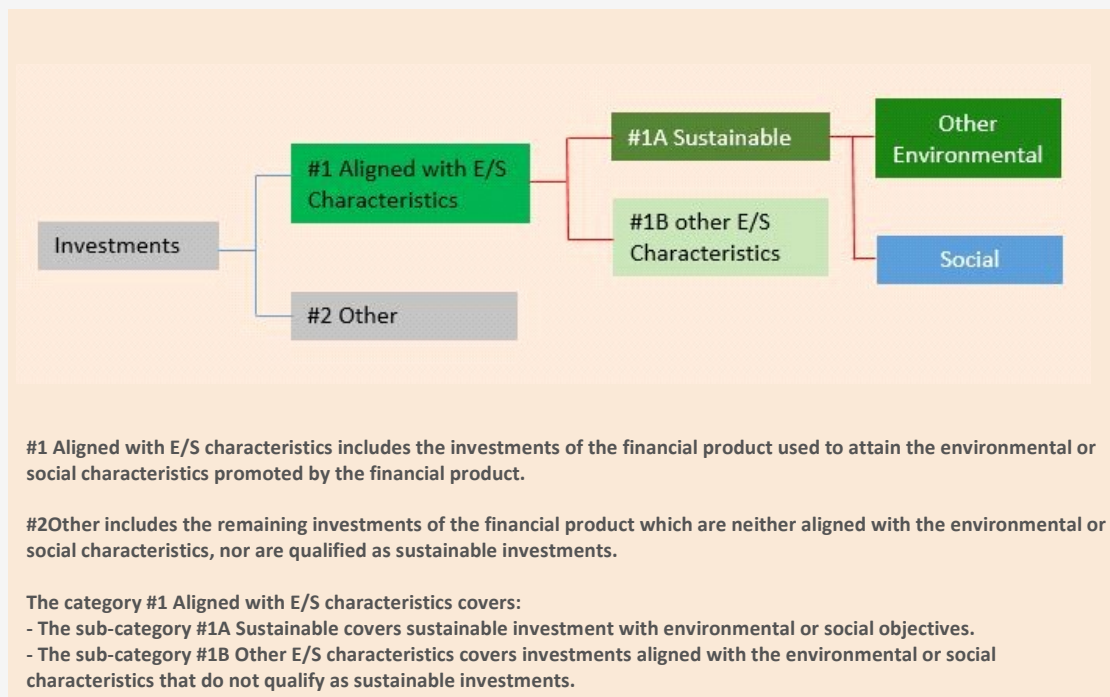 Investments
#1 Aligned with E/S
Characteristics
#2 Other
#1A Sustainable
#1B other E/S
Characteristics
Other
Environmental
Social
#1 Aligned with E/S characteristics includes the investments of the financial product used to attain the environmental or
social characteristics promoted by the financial product.
#2Other includes the remaining investments of the financial product which are neither aligned with the environmental or
social characteristics, nor are qualified as sustainable investments.
The category #1 Aligned with E/S characteristics covers:
- The sub-category #1A Sustainable covers sustainable investment with environmental or social objectives.
- The sub-category #1B Other E/S characteristics covers investments aligned with the environmental or social
characteristics that do not qualify as sustainable investments.